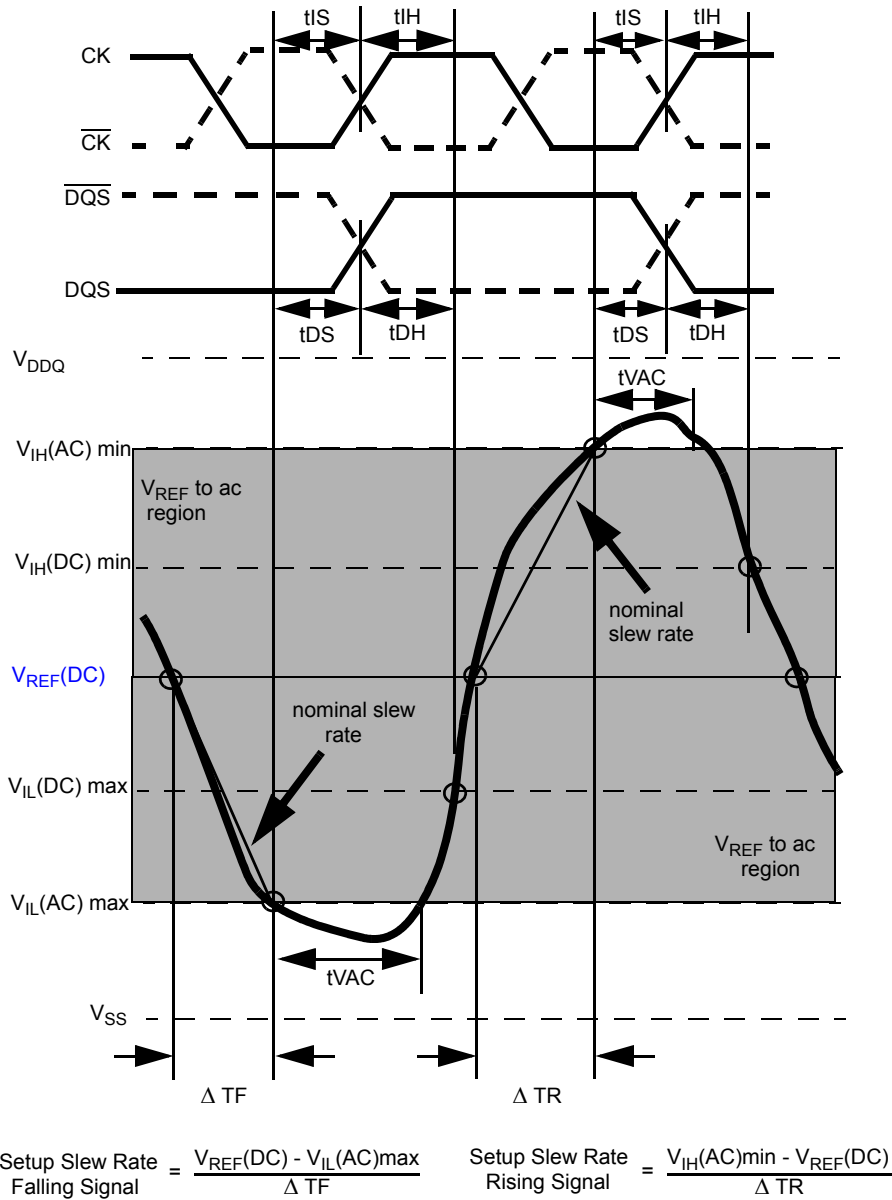 tIS tIH tIS tIH
CK
CK
DQS
DQS
tDS tDH tDS tDH
VDDQ
tVAC
VIH(AC) min
VREF to ac
region
VIH(DC) min
nominal
slew rate
VREF(DC)
nominal slew
rate
VIL(DC) max
VREF to ac
region
VIL(AC) max
tVAC
VSS
Δ TF Δ TR
Setup Slew Rate
Falling Signal
=
VREF(DC) - VIL(AC)max
Δ TF
Setup Slew Rate
Rising Signal
=
VIH(AC)min - VREF(DC)
Δ TR